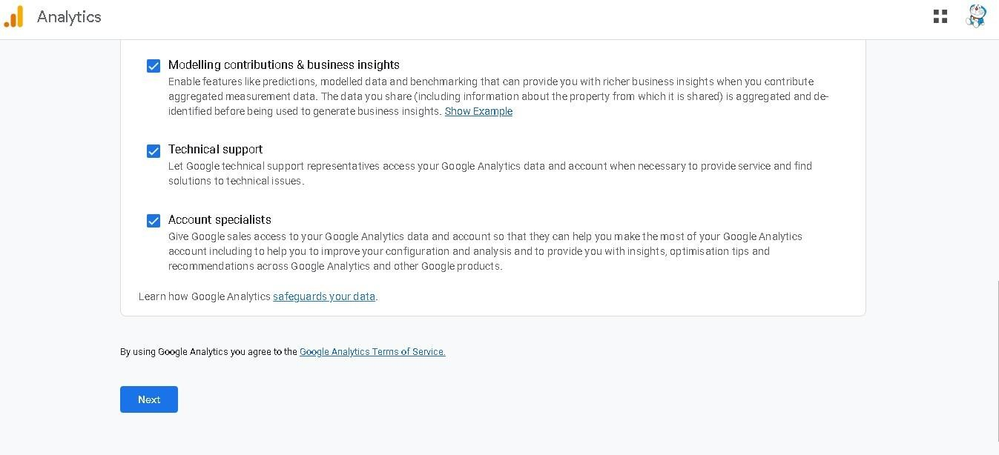 Analytics
Modelling contributions & business insights
Enable features like predictions, modelled data and benchmarking that can provide you with richer business insights when you contribute
aggregated measurement data. The data you share (including information about the property from which it is shared) is aggregated and de-
identified before being used to generate business insights. Show Example
Technical support
Let Google technical support representatives access your Google Analytics data and account when necessary to provide service and find
solutions to technical issues.
Account specialists
Give Google sales access to your Google Analytics data and account so that they can help you make the most of your Google Analytics
account including to help you to improve your configuration and analysis and to provide you with insights, optimisation tips and
recommendations across Google Analytics and other Google products.
Learn how Google Analytics safeguards your data.
By using Google Analytics you agree to the Google Analytics Terms of Service.
Next